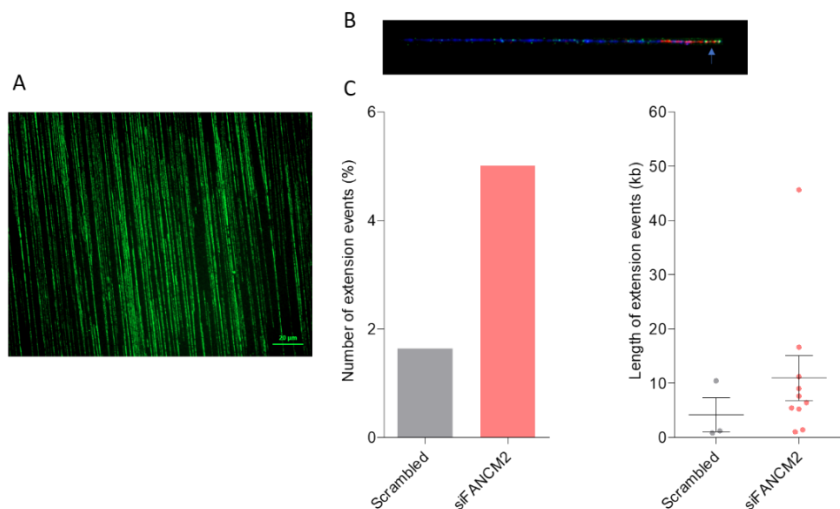 B
A
20 µm
C
Number of extension events (%)
6
4
2
0
Scrambled
siFANCM2
Length of extension events (kb)
60
50
40
30
20
10
0
Scrambled
siFANCM2